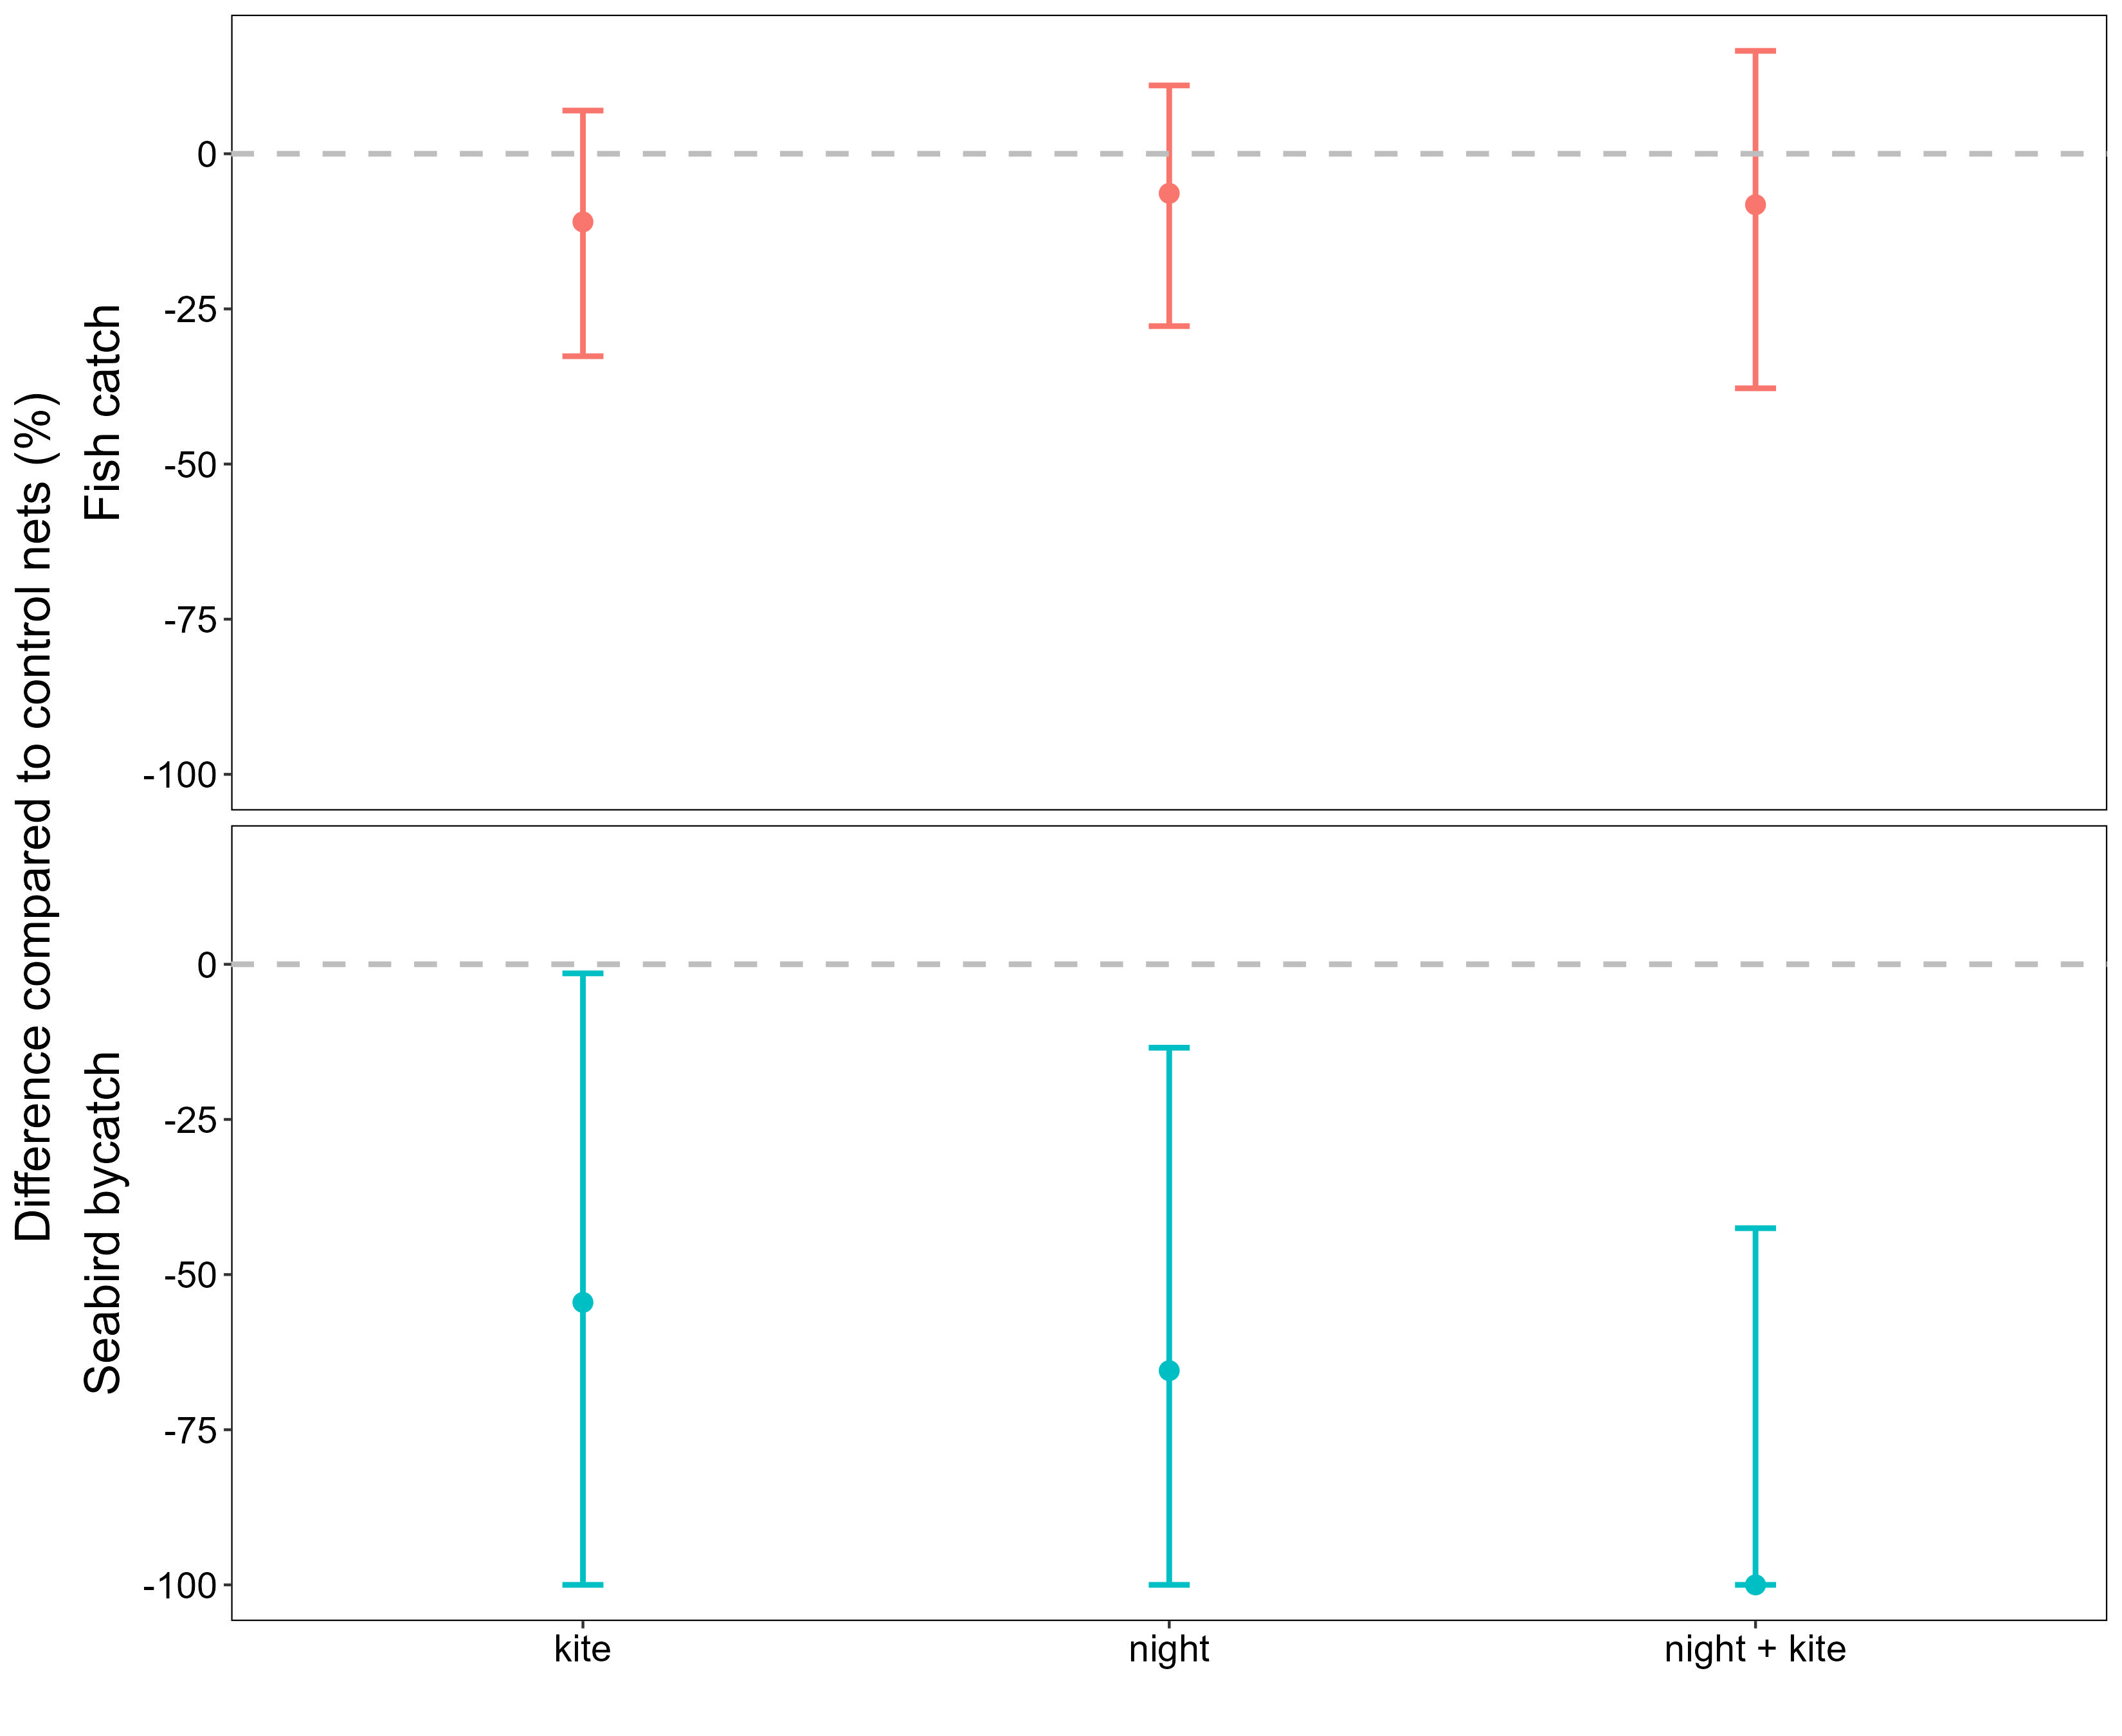 Difference compared to control nets (%)
Fish catch
0
-25
-50
-75
-100
Seabird bycatch
0
-25
-50
-75
-100
kite
night
night + kite